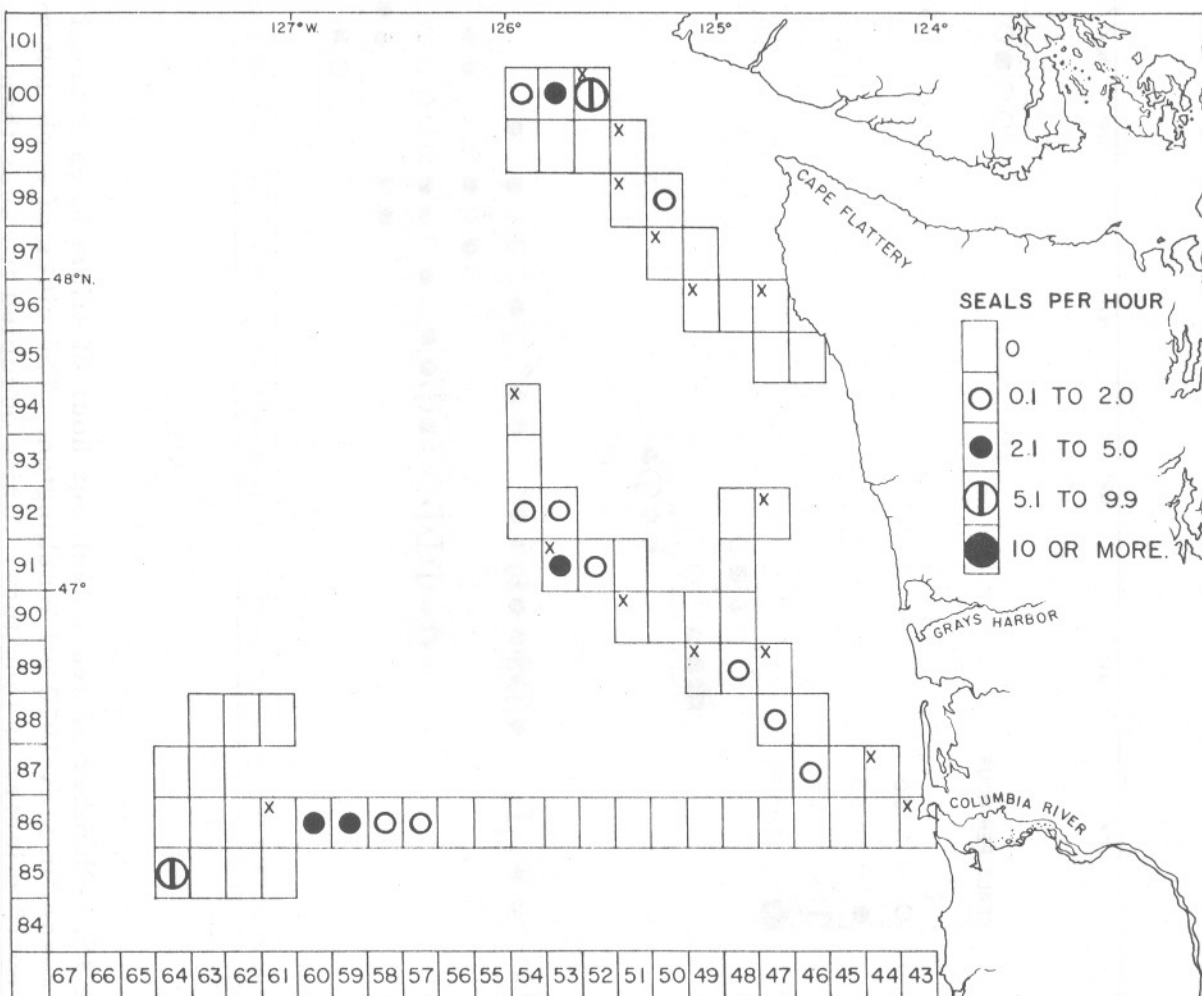 127°W. 126° 125° 124°
101
100
99
98
97
48°N.
96
95
94
93
92
91
47°
90
89
88
87
86
85
84
X
X
X
X
X X
X
X
X
X
X X
X
X X
CAPE FLATTERY
SEALS PER HOUR
0
0.1 TO 2.0
2.1 TO 5.0
5.1 TO 9.9
10 OR MORE.
GRAYS HARBOR
COLUMBIA RIVER
67 66 65 64 63 62 61 60 59 58 57 56 55 54 53 52 51 50 49 48 47 46 45 44 43